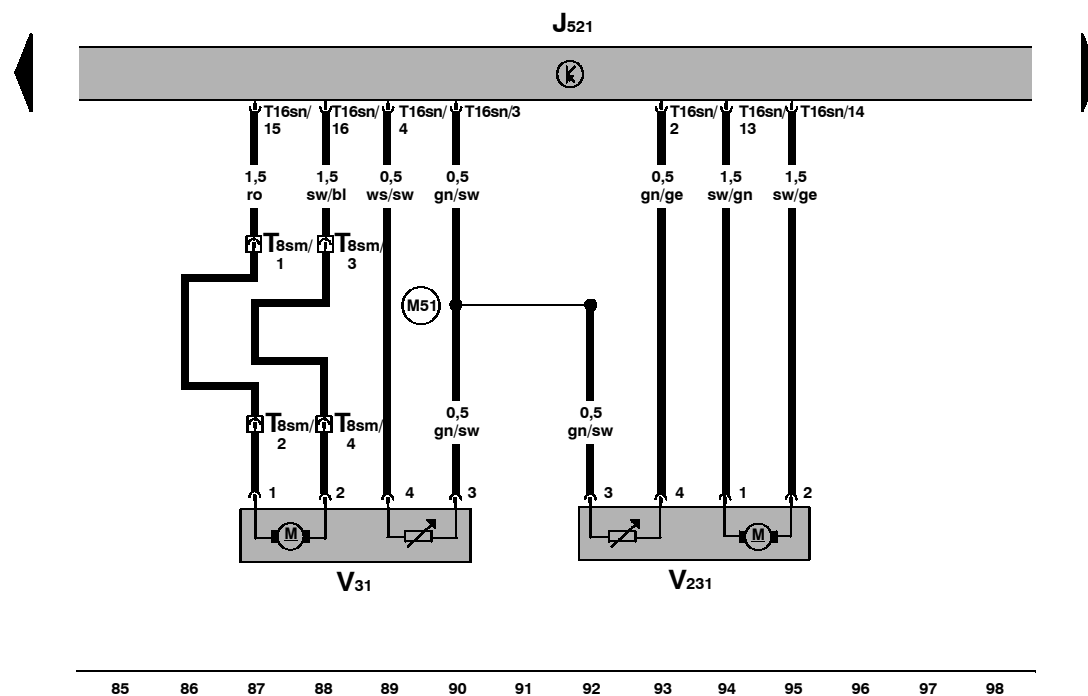 J521
T16sn/ T16sn/ T16sn/ T16sn/3 T16sn/ T16sn/ T16sn/14
15 16 4 2 13
1,5 1,5 0,5 0,5 0,5 1,5 1,5
ro sw/bl ws/sw gn/sw gn/ge sw/gn sw/ge
T8sm/ T8sm/
1 3
M51
0,5 0,5
gn/sw gn/sw
T8sm/ T8sm/
2 4
1 2 4 3 3 4 1 2
M M
V31 V231
85 86 87 88 89 90 91 92 93 94 95 96 97 98